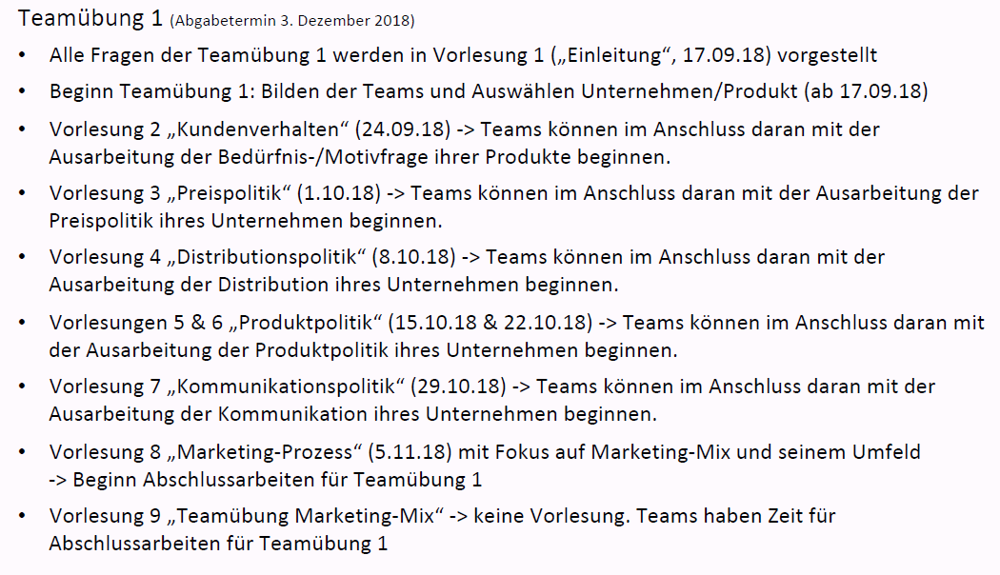 Teamübung 1 (Abgabetermin 3. Dezember 2018)
• Alle Fragen der Teamübung 1 werden in Vorlesung 1 („Einleitung“, 17.09.18) vorgestellt
• Beginn Teamübung 1: Bilden der Teams und Auswählen Unternehmen/Produkt (ab 17.09.18)
• Vorlesung 2 „Kundenverhalten“ (24.09.18) -> Teams können im Anschluss daran mit der
Ausarbeitung der Bedürfnis-/Motivfrage ihrer Produkte beginnen.
• Vorlesung 3 „Preispolitik“ (1.10.18) -> Teams können im Anschluss daran mit der Ausarbeitung der
Preispolitik ihres Unternehmen beginnen.
• Vorlesung 4 „Distributionspolitik“ (8.10.18) -> Teams können im Anschluss daran mit der
Ausarbeitung der Distribution ihres Unternehmen beginnen.
• Vorlesungen 5 & 6 „Produktpolitik“ (15.10.18 & 22.10.18) -> Teams können im Anschluss daran mit
der Ausarbeitung der Produktpolitik ihres Unternehmen beginnen.
• Vorlesung 7 „Kommunikationspolitik“ (29.10.18) -> Teams können im Anschluss daran mit der
Ausarbeitung der Kommunikation ihres Unternehmen beginnen.
• Vorlesung 8 „Marketing-Prozess“ (5.11.18) mit Fokus auf Marketing-Mix und seinem Umfeld
-> Beginn Abschlussarbeiten für Teamübung 1
• Vorlesung 9 „Teamübung Marketing-Mix“ -> keine Vorlesung. Teams haben Zeit für
Abschlussarbeiten für Teamübung 1